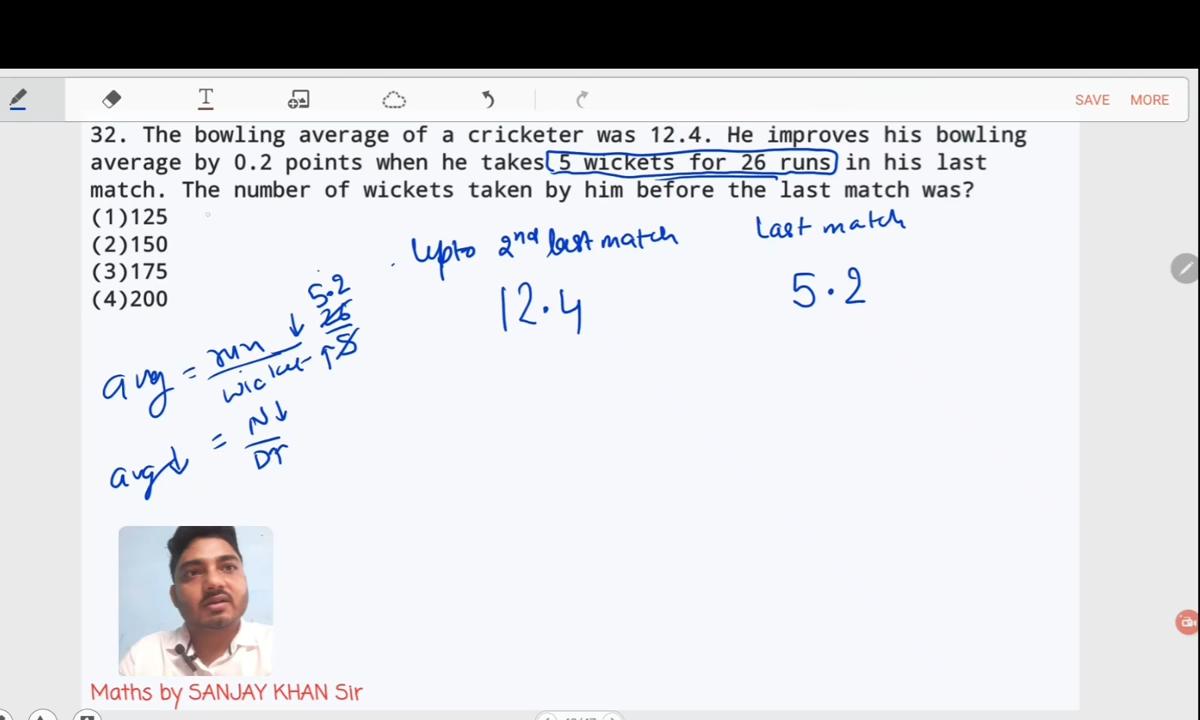 T
SAVE MORE
32. The bowling average of a cricketer was 12.4. He improves his bowling
average by 0.2 points when he takes 5 wickets for 26 runs in his last
match. The number of wickets taken by him before the last match was?
(1)125
(2)150
(3)175
(4)200
Upto 2nd last match
Last match
12.4
5.2
5.2
26
5
avg = run ↓
wicket ↑
avg↓ = N↓
Dr
Maths by SANJAY KHAN Sir